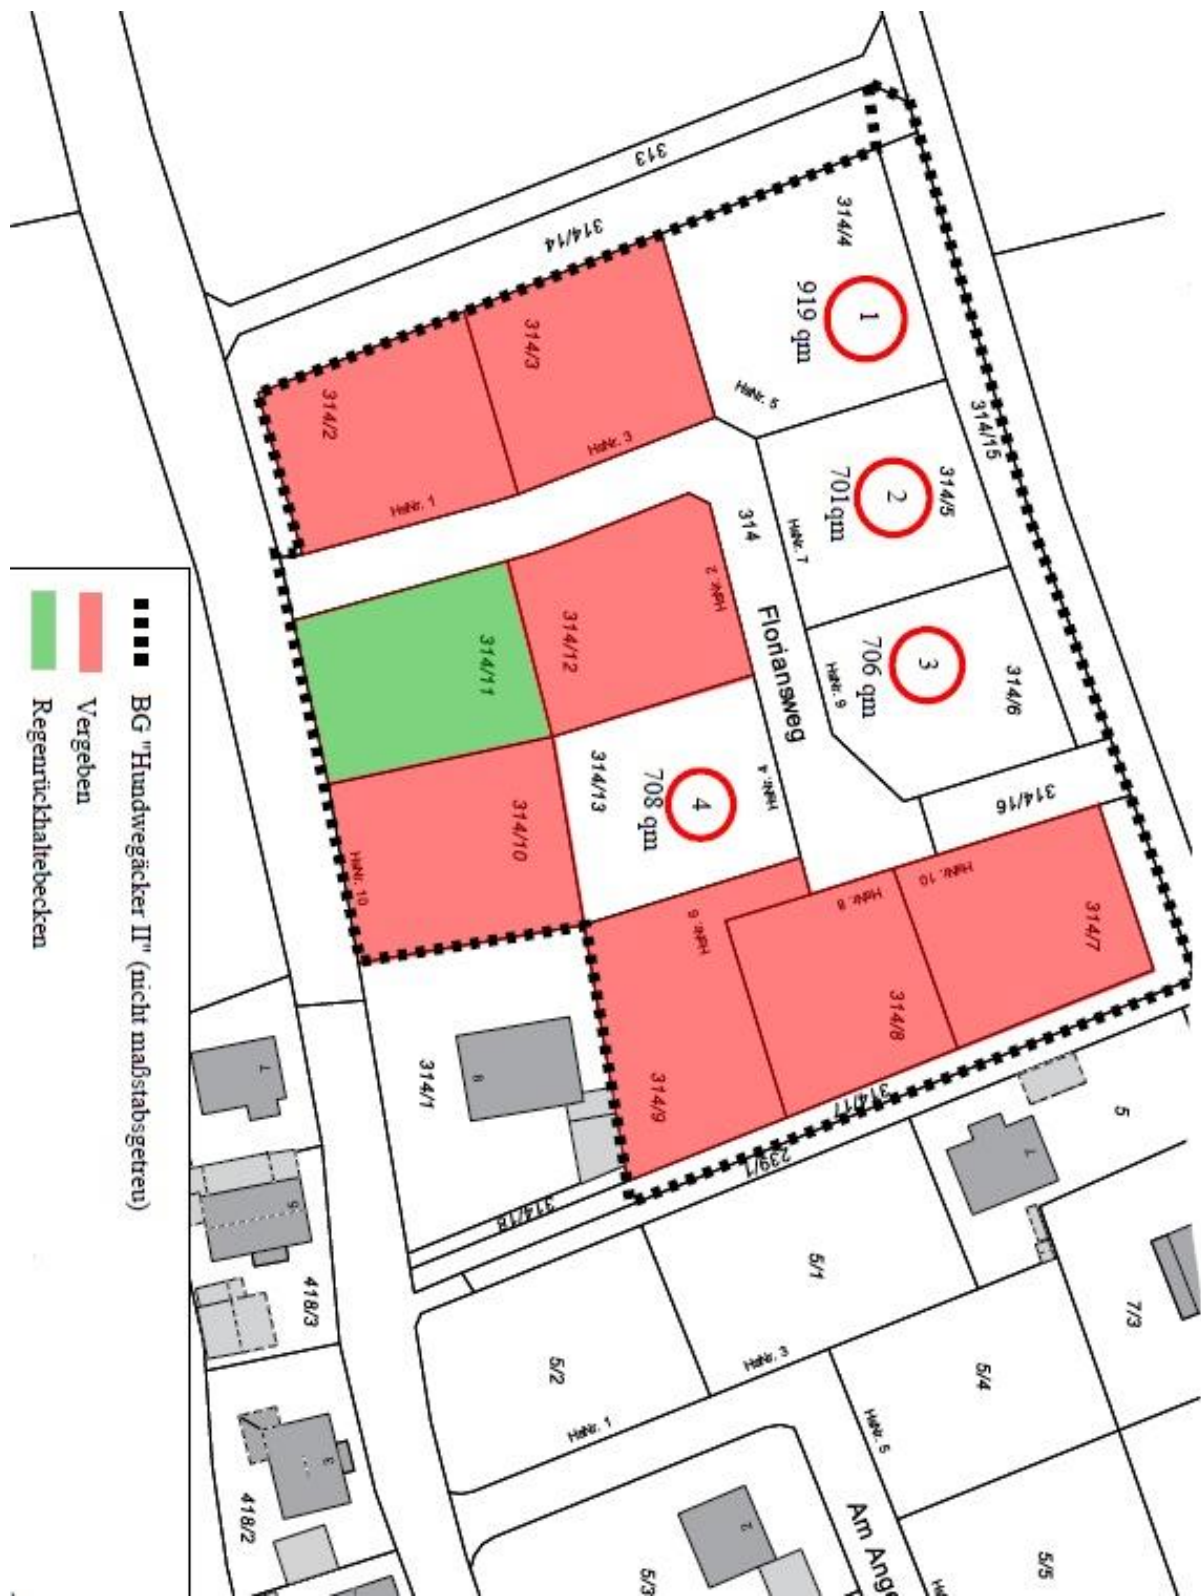 313
314/14
314/4
1
919 qm
HsNr. 5
314/15
314/3
HsNr. 3
314/2
HsNr. 1
314/5
2
701qm
HsNr. 7
314
HsNr. 2
Floriansweg
314/6
3
706 qm
HsNr. 9
314/12
314/11
314/13
4
708 qm
HsNr. 4
314/16
314/10
HsNr. 10
HsNr. 10
314/7
HsNr. 8
314/8
HsNr. 6
314/9
314/17
239/1
314/1
314/18
BG "Hundwegäcker II" (nicht maßstabsgetreu)
Vergeben
Regenrückhaltebecken
7
5
7
5/1
7/3
418/3
5/2
HsNr. 3
HsNr. 1
5/4
HsNr. 5
3
418/2
2
5/3
Am Ange
5/5